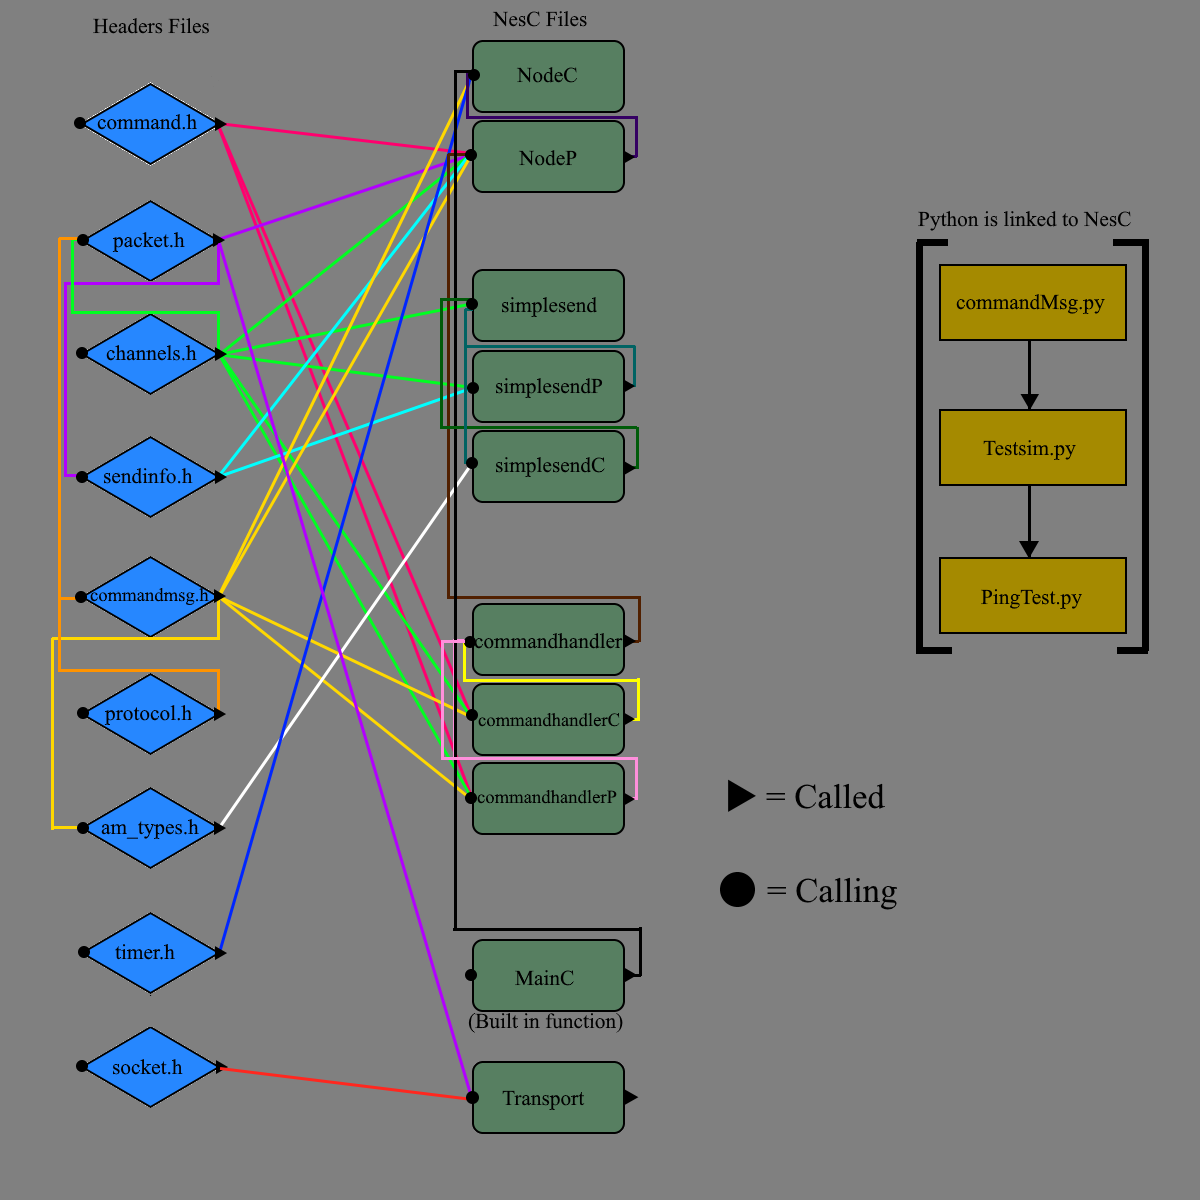 Headers Files
command.h
packet.h
channels.h
sendinfo.h
commandmsg.h
protocol.h
am_types.h
timer.h
socket.h
NesC Files
NodeC
NodeP
simplesend
simplesendP
simplesendC
commandhandler
commandhandlerC
commandhandlerP
MainC
(Built in function)
Transport
Python is linked to NesC
commandMsg.py
Testsim.py
PingTest.py
= Called
= Calling